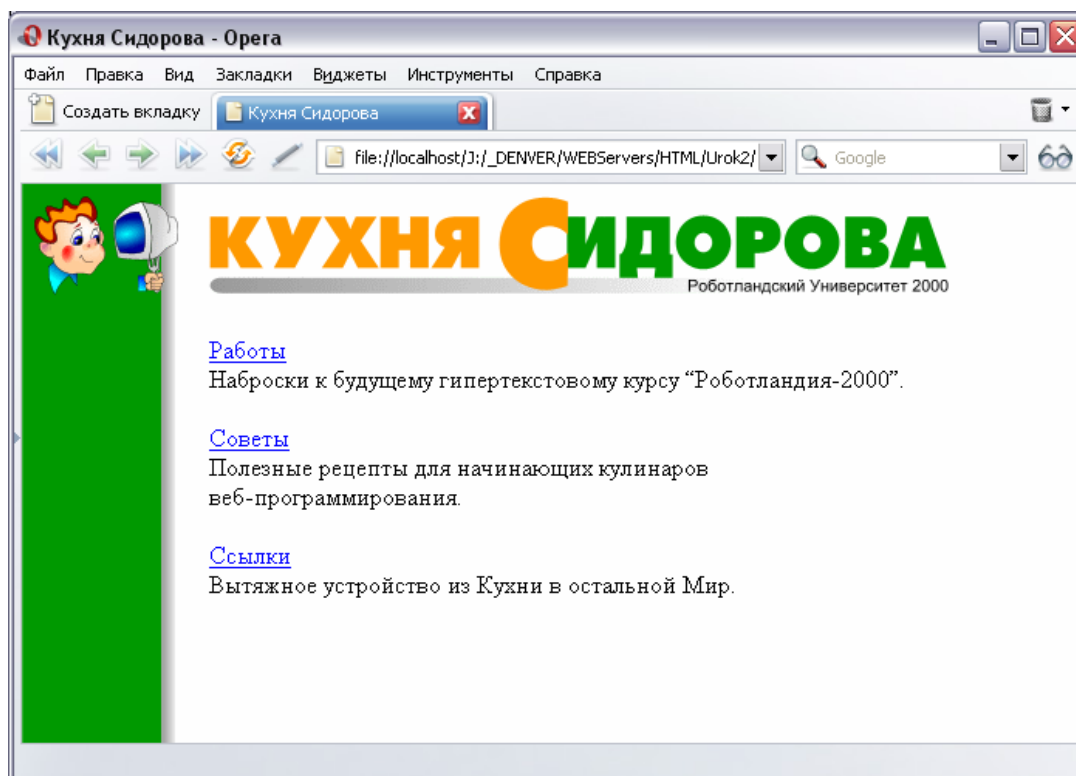 Кухня Сидорова - Opera
Файл Правка Вид Закладки Виджеты Инструменты Справка
Создать вкладку Кухня Сидорова
file://localhost/J:/_DENWER/WEBServers/HTML/Urok2/ Google
КУХНЯ СИДОРОВА
Роботландский Университет 2000
Работы
Наброски к будущему гипертекстовому курсу “Роботландия-2000”.
Советы
Полезные рецепты для начинающих кулинаров
веб-программирования.
Ссылки
Вытяжное устройство из Кухни в остальной Мир.